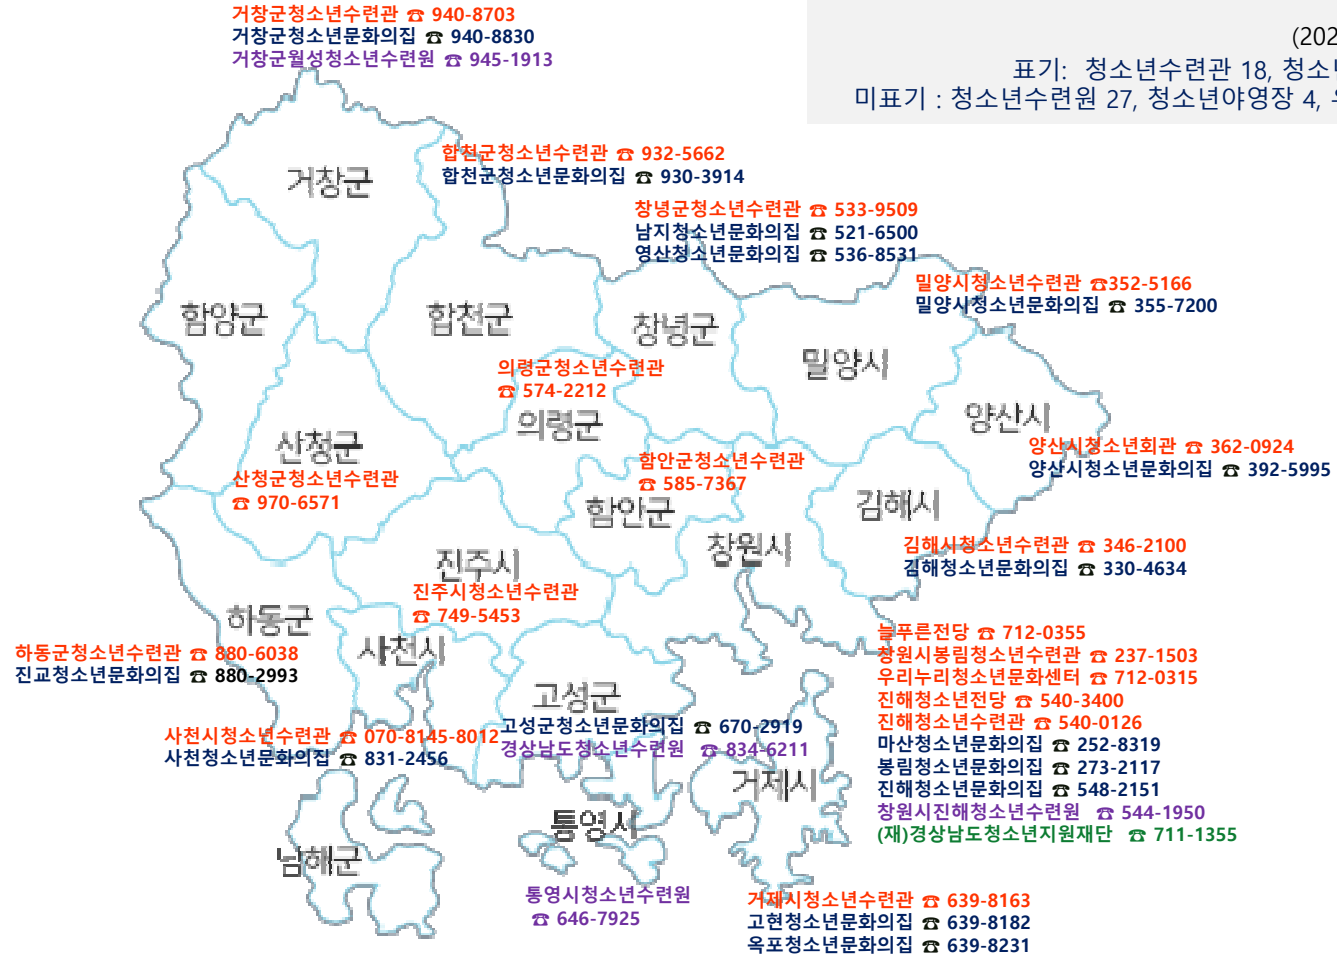 거창군청소년수련관 ☎ 940-8703
거창군청소년문화의집 ☎ 940-8830
거창군월성청소년수련원 ☎ 945-1913
(202
표기: 청소년수련관 18, 청소년
미표기 : 청소년수련원 27, 청소년야영장 4,
거창군
합천군청소년수련관 ☎ 932-5662
합천군청소년문화의집 ☎ 930-3914
창녕군청소년수련관 ☎ 533-9509
남지청소년문화의집 ☎ 521-6500
영산청소년문화의집 ☎ 536-8531
밀양시청소년수련관 ☎352-5166
밀양시청소년문화의집 ☎ 355-7200
함양군
합천군
창녕군
밀양시
의령군청소년수련관
☎ 574-2212
의령군
양산시
양산시청소년회관 ☎ 362-0924
양산시청소년문화의집 ☎ 392-5995
산청군
산청군청소년수련관
☎ 970-6571
함안군청소년수련관
☎ 585-7367
함안군
김해시
창원시
김해시청소년수련관 ☎ 346-2100
김해청소년문화의집 ☎ 330-4634
진주시
진주시청소년수련관
☎ 749-5453
하동군
하동군청소년수련관 ☎ 880-6038
진교청소년문화의집 ☎ 880-2993
사천시
늘푸른전당 ☎ 712-0355
창원시봉림청소년수련관 ☎ 237-1503
우리누리청소년문화센터 ☎ 712-0315
진해청소년전당 ☎ 540-3400
진해청소년수련관 ☎ 540-0126
마산청소년문화의집 ☎ 252-8319
봉림청소년문화의집 ☎ 273-2117
진해청소년문화의집 ☎ 548-2151
창원시진해청소년수련원 ☎ 544-1950
(재)경상남도청소년지원재단 ☎ 711-1355
고성군
고성군청소년문화의집 ☎ 670-2919
경상남도청소년수련원 ☎ 834-6211
사천시청소년수련관 ☎ 070-8145-8012
사천청소년문화의집 ☎ 831-2456
거제시
통영시
남해군
통영시청소년수련원
☎ 646-7925
거제시청소년수련관 ☎ 639-8163
고현청소년문화의집 ☎ 639-8182
옥포청소년문화의집 ☎ 639-8231